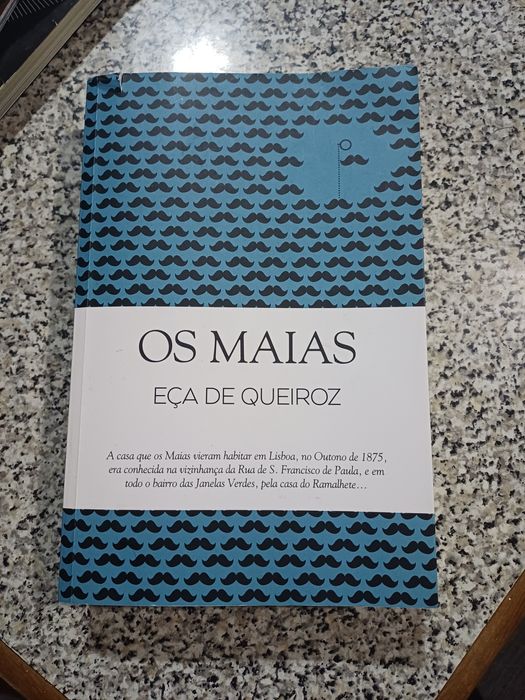 OS MAIAS
EÇA DE QUEIROZ
A casa que os Maias vieram habitar em Lisboa, no Outono de 1875,
era conhecida na vizinhança da Rua de S. Francisco de Paula, e em
todo o bairro das Janelas Verdes, pela casa do Ramalhete…